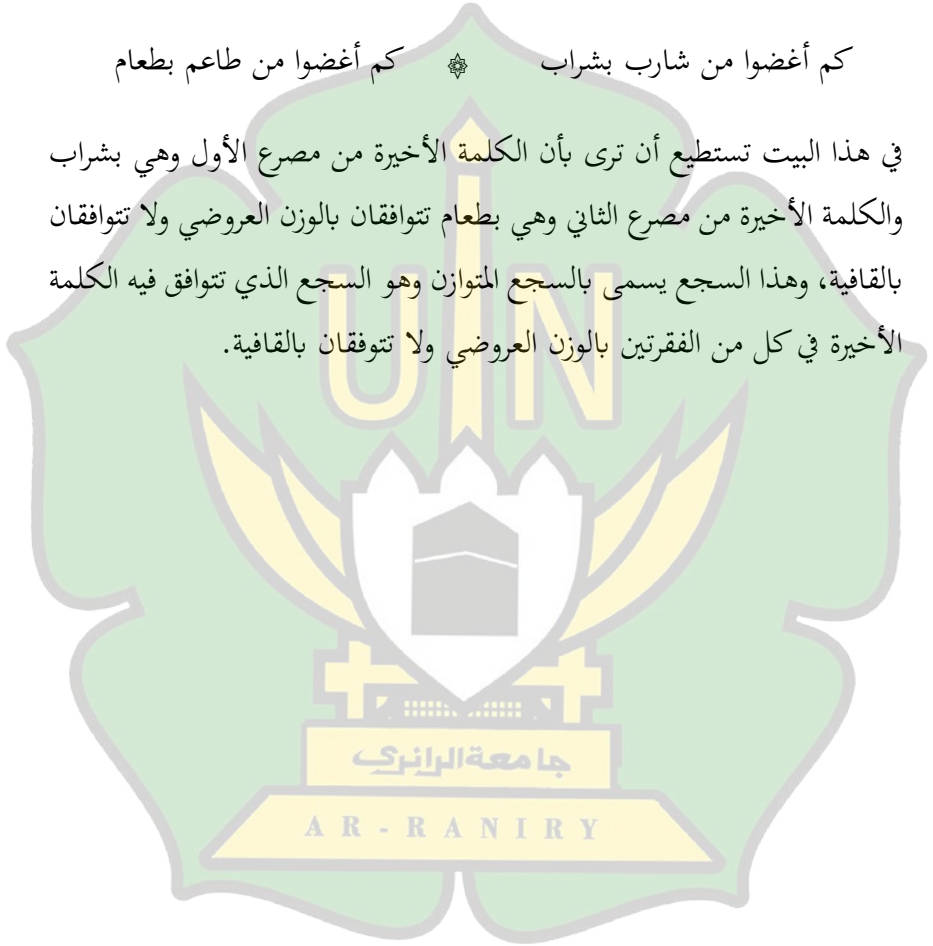 كم أغضوا من شارب بشراب ۞ كم أغضوا من طاعم بطعام
في هذا البيت تستطيع أن ترى بأن الكلمة الأخيرة من مصرع الأول وهي بشراب
والكلمة الأخيرة من مصرع الثاني وهي بطعام تتوافقان بالوزن العروضي ولا تتوافقان
بالقافية، وهذا السجع يسمى بالسجع المتوازن وهو السجع الذي تتوافق فيه الكلمة
الأخيرة في كل من الفقرتين بالوزن العروضي ولا تتوفقان بالقافية.
UIN
جامعة الرانري
AR-RANIRY